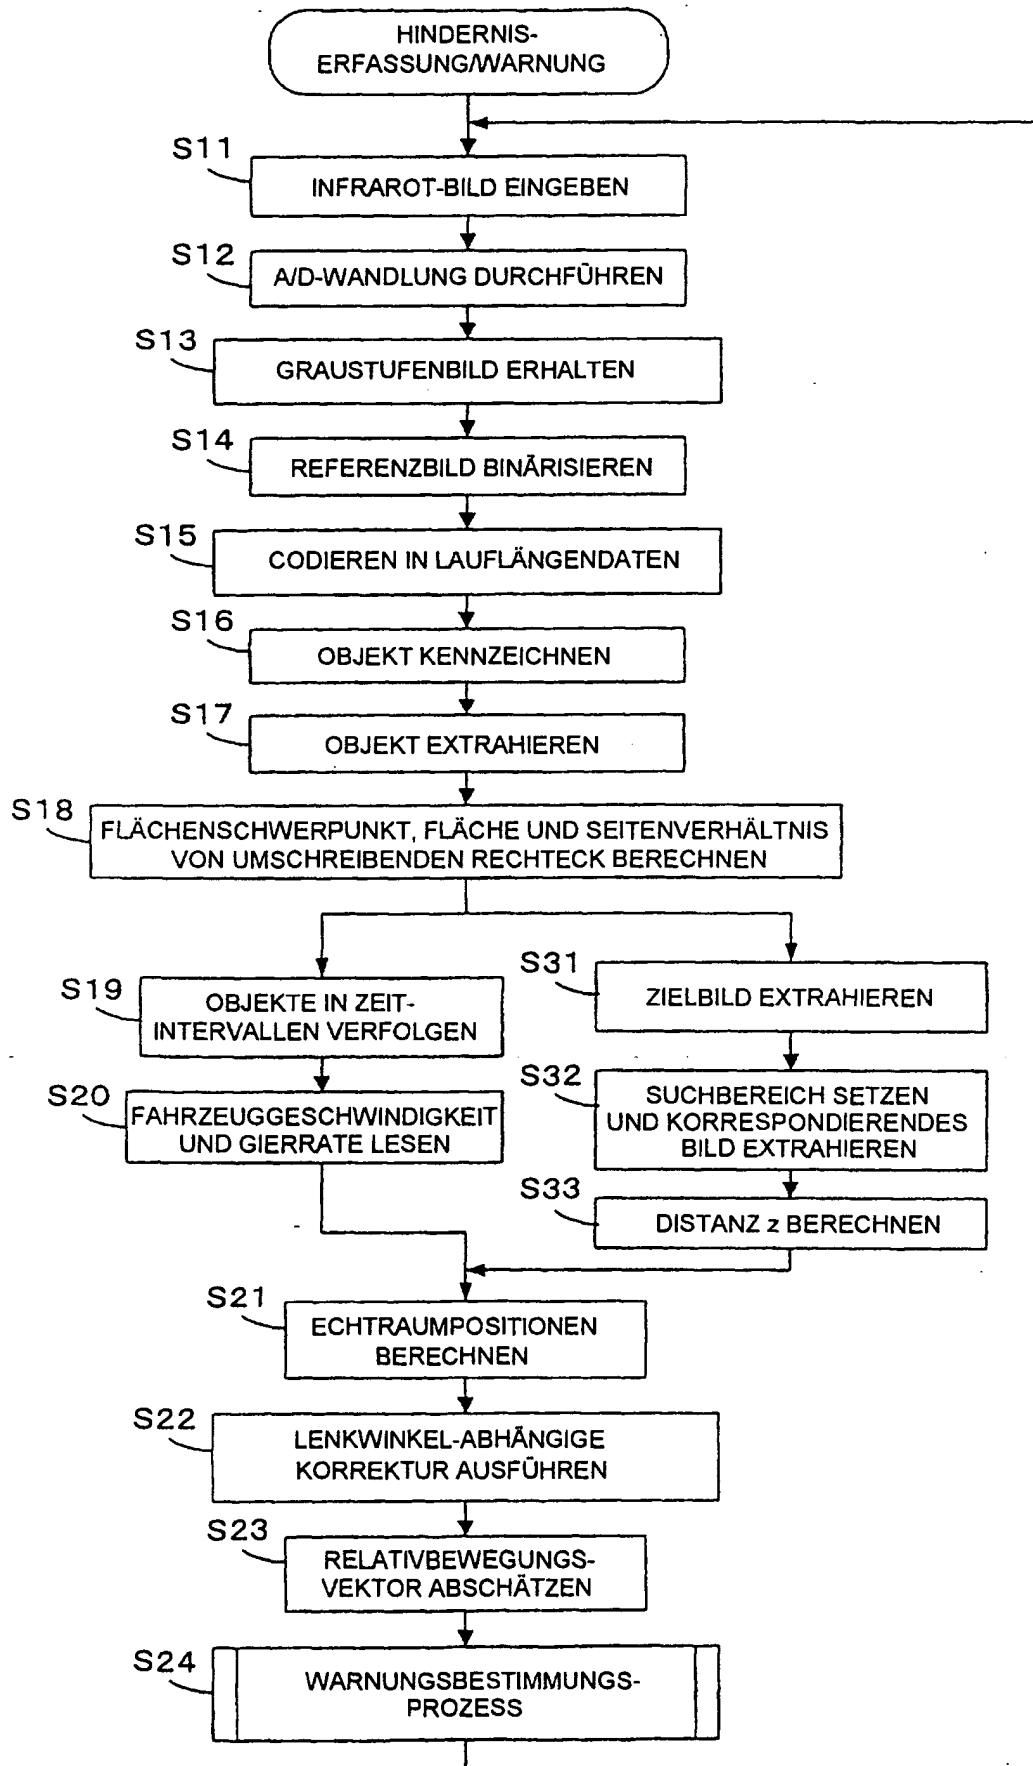 HINDERNIS-
ERFASSUNG/WARNUNG
S11
INFRAROT-BILD EINGEBEN
S12
A/D-WANDLUNG DURCHFÜHREN
S13
GRAUSTUFENBILD ERHALTEN
S14
REFERENZBILD BINÄRISIEREN
S15
CODIEREN IN LAUFLÄNGENDATEN
S16
OBJEKT KENNZEICHNEN
S17
OBJEKT EXTRAHIEREN
S18
FLÄCHENSCHWERPUNKT, FLÄCHE UND SEITENVERHÄLTNIS
VON UMSCHREIBENDEN RECHTECK BERECHNEN
S19
OBJEKTE IN ZEIT-
INTERVALLEN VERFOLGEN
S20
FAHRZEUGGESCHWINDIGKEIT
UND GIERRATE LESEN
S31
ZIELBILD EXTRAHIEREN
S32
SUCHBEREICH SETZEN
UND KORRESPONDIERENDES
BILD EXTRAHIEREN
S33
DISTANZ z BERECHNEN
S21
ECHTRAUMPOSITIONEN
BERECHNEN
S22
LENKWINKEL-ABHÄNGIGE
KORREKTUR AUSFÜHREN
S23
RELATIVBEWEGUNGS-
VEKTOR ABSCHÄTZEN
S24
WARNUNGSBESTIMMUNGS-
PROZESS